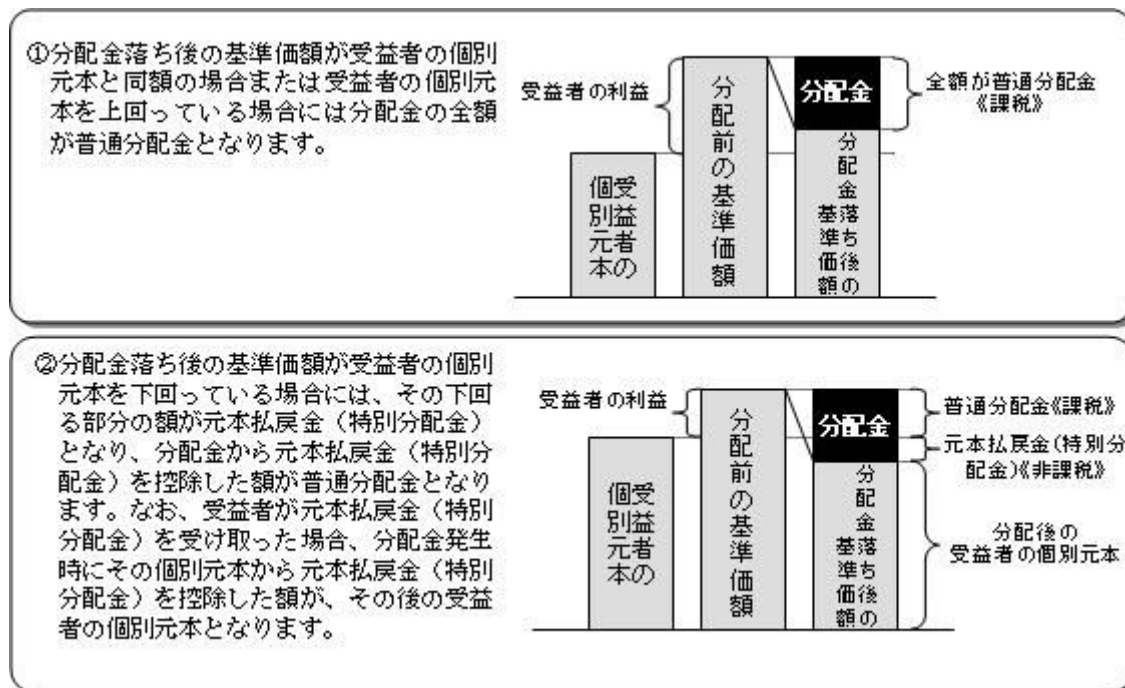 ①分配金落ち後の基準価額が受益者の個別
元本と同額の場合または受益者の個別元
本を上回っている場合には分配金の全額
が普通分配金となります。
受益者の利益
受益者の
個別元本
分配前の基準価額
分配金
分配金落ち後の
基準価額
全額が普通分配金
《課税》
②分配金落ち後の基準価額が受益者の個別
元本を下回っている場合には、その下回
る部分の額が元本払戻金（特別分配金）
となり、分配金から元本払戻金（特別分
配金）を控除した額が普通分配金となり
ます。なお、受益者が元本払戻金（特別
分配金）を受け取った場合、分配金発生
時にその個別元本から元本払戻金（特別
分配金）を控除した額が、その後の受益
者の個別元本となります。
受益者の利益
受益者の
個別元本
分配前の基準価額
分配金
分配金落ち後の
基準価額
普通分配金《課税》
元本払戻金（特別分
配金）《非課税》
分配後の
受益者の個別元本